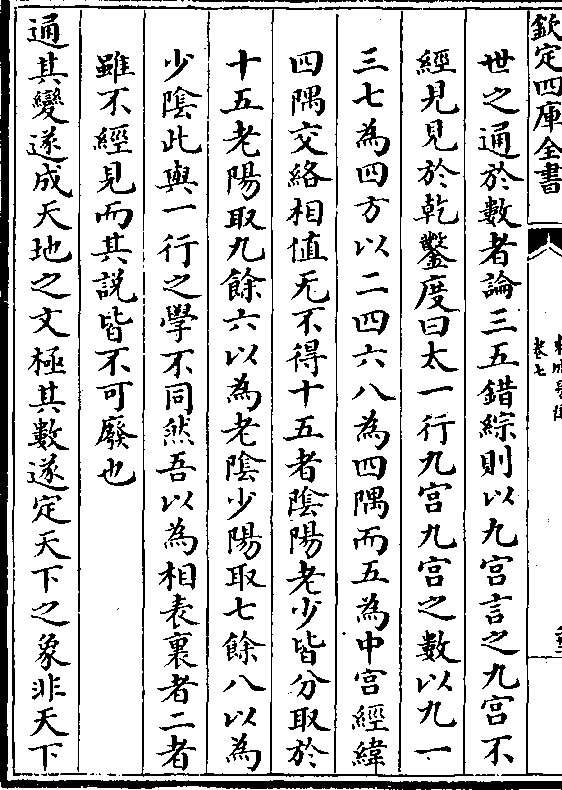 欽定四庫全書
卷七
世之通於數者論三五錯綜則以九宮言之九宮不
經見見於乾鑿度曰太一行九宮九宮之數以九一
三七為四方以二四六八為四隅而五為中宮經緯
四隅交絡相值无不得十五者陰陽老少皆分取於
十五老陽取九餘六以為老陰少陽取七餘八以為
少陰此與一行之學不同然吾以為相表裏者二者
雖不經見而其說皆不可廢也
通其變遂成天地之文極其數遂定天下之象非天下